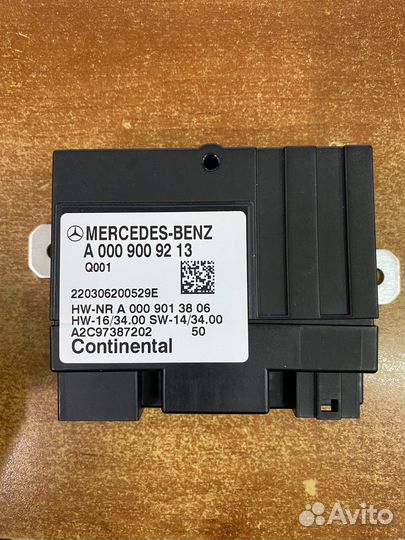 MERCEDES-BENZ
A 000 900 92 13
Q001
220306200529E
HW-NR A 000 901 38 06
HW-16/34.00 SW-14/34.00
A2C97387202 50
Continental
Avito